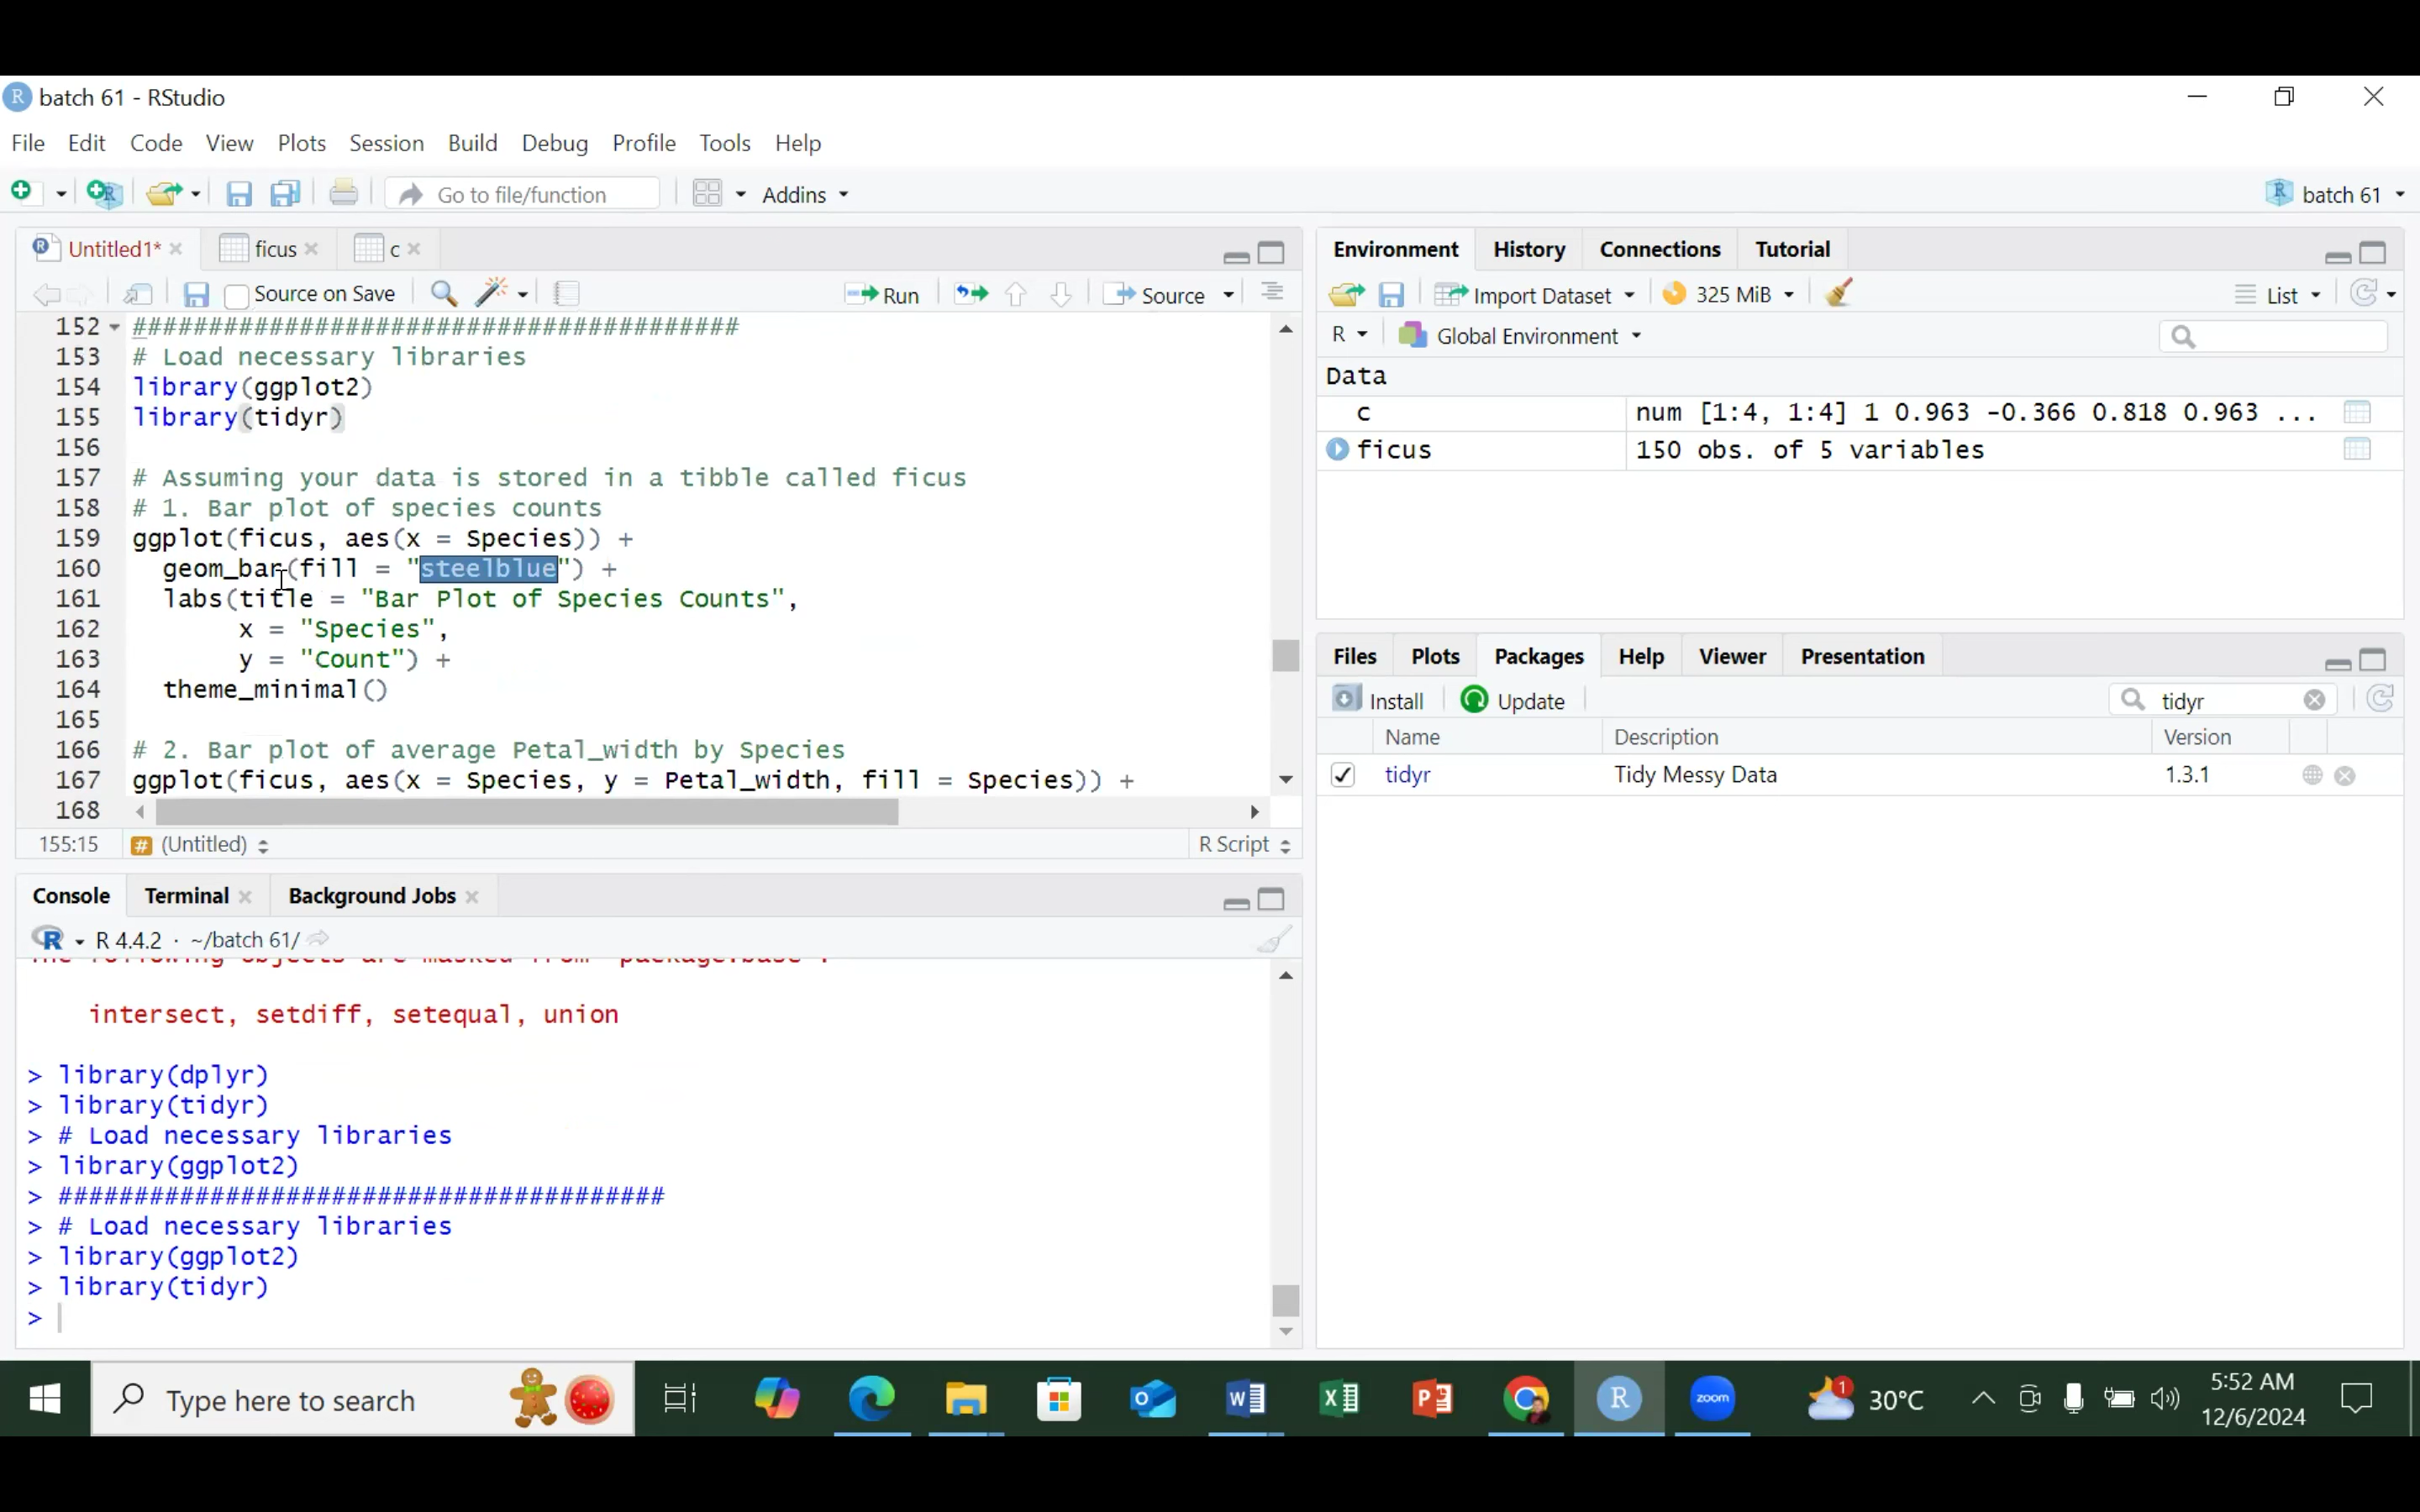 batch 61 - RStudio
File Edit Code View Plots Session Build Debug Profile Tools Help
Go to file/function
Addins
batch 61
Untitled1*
ficus
c
Source on Save
Run
Source
152 ########################################
153 # Load necessary libraries
154 library(ggplot2)
155 library(tidyr)
156
157 # Assuming your data is stored in a tibble called ficus
158 # 1. Bar plot of species counts
159 ggplot(ficus, aes(x = Species)) +
160 geom_bar(fill = "steelblue") +
161 labs(title = "Bar Plot of Species Counts",
162 x = "Species",
163 y = "Count") +
164 theme_minimal()
165
166 # 2. Bar plot of average Petal_width by Species
167 ggplot(ficus, aes(x = Species, y = Petal_width, fill = Species)) +
168
155:15 # (Untitled) R Script
Console Terminal Background Jobs
R 4.4.2 · ~/batch 61/
The following objects are masked from 'package:base':
intersect, setdiff, setequal, union
> library(dplyr)
> library(tidyr)
> # Load necessary libraries
> library(ggplot2)
> ########################################
> # Load necessary libraries
> library(ggplot2)
> library(tidyr)
>
Environment History Connections Tutorial
Import Dataset 325 MiB List
R Global Environment
Data
c num [1:4, 1:4] 1 0.963 -0.366 0.818 0.963 ...
ficus 150 obs. of 5 variables
Files Plots Packages Help Viewer Presentation
Install Update tidyr
Name Description Version
tidyr Tidy Messy Data 1.3.1
Type here to search
zoom
1
30°C
5:52 AM
12/6/2024